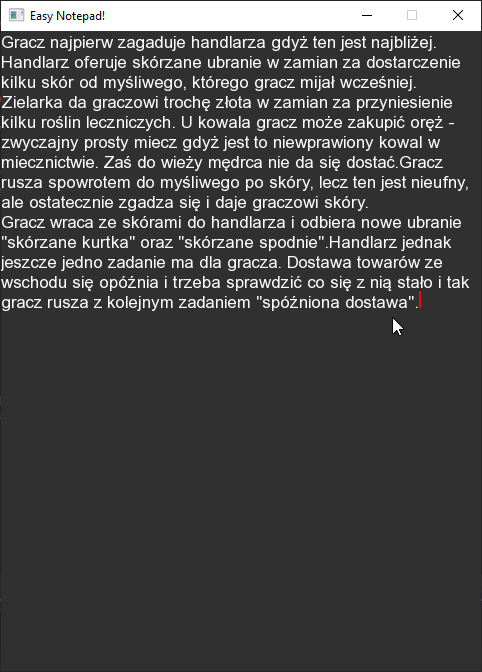 Easy Notepad!
Gracz najpierw zagaduje handlarza gdyż ten jest najbliżej.
Handlarz oferuje skórzane ubranie w zamian za dostarczenie
kilku skór od myśliwego, którego gracz mijał wcześniej.
Zielarka da graczowi trochę złota w zamian za przyniesienie
kilku roślin leczniczych. U kowala gracz może zakupić oręż -
zwyczajny prosty miecz gdyż jest to niewprawiony kowal w
miecznictwie. Zaś do wieży mędrca nie da się dostać.Gracz
rusza spowrotem do myśliwego po skóry, lecz ten jest nieufny,
ale ostatecznie zgadza się i daje graczowi skóry.
Gracz wraca ze skórami do handlarza i odbiera nowe ubranie
"skórzane kurtka" oraz "skórzane spodnie".Handlarz jednak
jeszcze jedno zadanie ma dla gracza. Dostawa towarów ze
wschodu się opóźnia i trzeba sprawdzić co się z nią stało i tak
gracz rusza z kolejnym zadaniem "spóźniona dostawa".